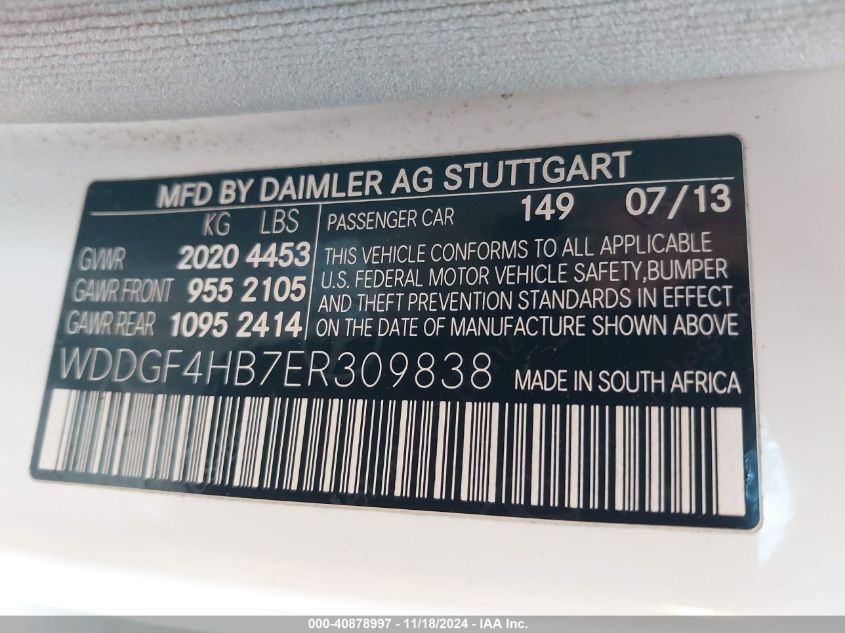 MFD BY DAIMLER AG STUTTGART
KG LBS
GVWR 2020 4453
GAWR FRONT 955 2105
GAWR REAR 1095 2414
PASSENGER CAR 149 07/13
THIS VEHICLE CONFORMS TO ALL APPLICABLE
U.S. FEDERAL MOTOR VEHICLE SAFETY,BUMPER
AND THEFT PREVENTION STANDARDS IN EFFECT
ON THE DATE OF MANUFACTURE SHOWN ABOVE
WDDGF4HB7ER309838 MADE IN SOUTH AFRICA
000-40878997 - 11/18/2024 - IAA, Inc.